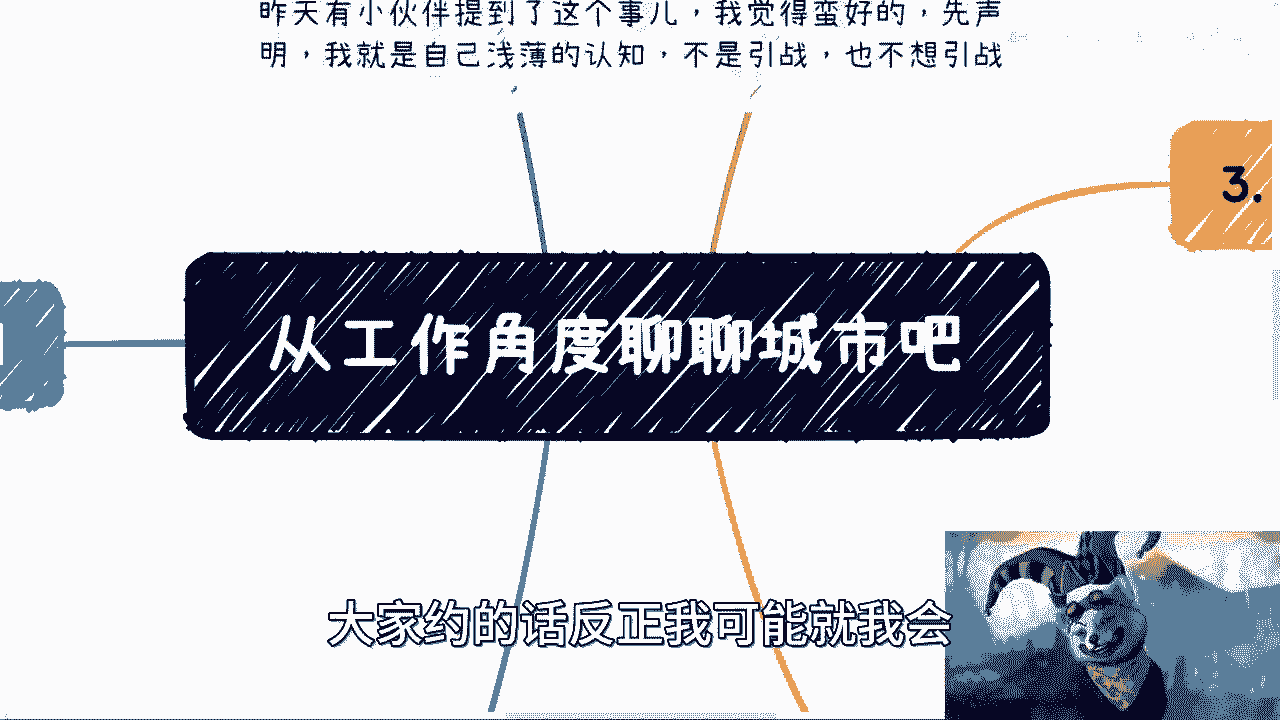 昨天有小伙伴提到了这个事儿，我觉得蛮好的，先声
明，我就是自己浅薄的认知，不是引战，也不想引战
3.
从工作角度聊聊城市吧
大家约的话反正我可能就我会